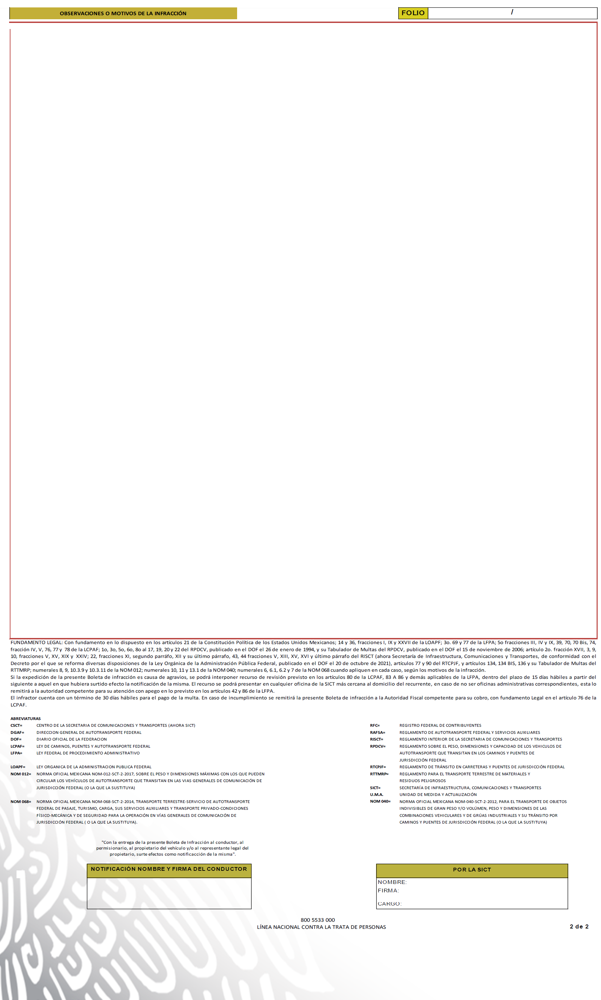 OBSERVACIONES O MOTIVOS DE LA INFRACCIÓN
FOLIO /
FUNDAMENTO LEGAL: Con fundamento en lo dispuesto en los artículos 21 de la Constitución Política de los Estados Unidos Mexicanos; 14 y 36, fracciones I, IX y XXVII de la LOAPF; 3o. 69 y 77 de la LFPA; 5o fracciones III, IV y IX, 39, 70, 70 Bis, 74,
fracción IV, V, 76, 77 y 78 de la LCPAF; 1o, 3o, 5o, 6o, 8o al 17, 19, 20 y 22 del RPDCV, publicado en el DOF el 26 de enero de 1994, y su Tabulador de Multas del RPDCV, publicado en el DOF el 15 de noviembre de 2006; artículo 2o. fracción XVII, 3, 9,
10, fracciones V, XV, XIX y XXIV; 22, fracciones XI, segundo parráfo, XII y su último párrafo, 43, 44 fracciones V, XIII, XV, XVI y último párrafo del RISCT (ahora Secretaría de Infraestructura, Comunicaciones y Transportes, de conformidad con el
Decreto por el que se reforma diversas disposiciones de la Ley Orgánica de la Administración Pública Federal, publicado en el DOF el 20 de octubre de 2021), artículos 77 y 90 del RTCPJF, y artículos 134, 134 BIS, 136 y su Tabulador de Multas del
RTTMRP; numerales 8, 9, 10.3.9 y 10.3.11 de la NOM 012; numerales 10, 11 y 13.1 de la NOM 040; numerales 6, 6.1, 6.2 y 7 de la NOM 068 cuando apliquen en cada caso, según los motivos de la infracción.
Si la expedición de la presente Boleta de infracción es causa de agravios, se podrá interponer recurso de revisión previsto en los artículos 80 de la LCPAF, 83 A 86 y demás aplicables de la LFPA, dentro del plazo de 15 días hábiles a partir del
siguiente a aquel en que hubiera surtido efecto la notificación de la misma. El recurso se podrá presentar en cualquier oficina de la SICT más cercana al domicilio del recurrente, en caso de no ser oficinas administrativas correspondientes, esta lo
remitirá a la autoridad competente para su atención con apego en lo previsto en los artículos 42 y 86 de la LFPA.
El infractor cuenta con un término de 30 días hábiles para el pago de la multa. En caso de incumplimiento se remitirá la presente Boleta de infracción a la Autoridad Fiscal competente para su cobro, con fundamento Legal en el artículo 76 de la
LCPAF.
ABREVIATURAS
CSCT= CENTRO DE LA SECRETARIA DE COMUNICACIONES Y TRANSPORTES (AHORA SICT)
DGAF= DIRECCION GENERAL DE AUTOTRANSPORTE FEDERAL
DOF= DIARIO OFICIAL DE LA FEDERACION
LCPAF= LEY DE CAMINOS, PUENTES Y AUTOTRANSPORTE FEDERAL
LFPA= LEY FEDERAL DE PROCEDIMIENTO ADMINISTRATIVO
LOAPF= LEY ORGANICA DE LA ADMINISTRACION PUBLICA FEDERAL
NOM 012= NORMA OFICIAL MEXICANA NOM-012-SCT-2-2017, SOBRE EL PESO Y DIMENSIONES MÁXIMAS CON LOS QUE PUEDEN
CIRCULAR LOS VEHÍCULOS DE AUTOTRANSPORTE QUE TRANSITAN EN LAS VIAS GENERALES DE COMUNICACIÓN DE
JURISDICCIÓN FEDERAL (O LA QUE LA SUSTITUYA)
NOM 068= NORMA OFICIAL MEXICANA NOM-068-SCT-2-2014, TRANSPORTE TERRESTRE-SERVICIO DE AUTOTRANSPORTE
FEDERAL DE PASAJE, TURISMO, CARGA, SUS SERVICIOS AUXILIARES Y TRANSPORTE PRIVADO-CONDICIONES
FÍSICO-MECÁNICA Y DE SEGURIDAD PARA LA OPERACIÓN EN VÍAS GENERALES DE COMUNICACIÓN DE
JURISDICCIÓN FEDERAL ( O LA QUE LA SUSTITUYA).
RFC= REGISTRO FEDERAL DE CONTRIBUYENTES
RAFSA= REGLAMENTO DE AUTOTRANSPORTE FEDERAL Y SERVICIOS AUXILIARES
RISCT= REGLAMENTO INTERIOR DE LA SECRETARIA DE COMUNICACIONES Y TRANSPORTES
RPDCV= REGLAMENTO SOBRE EL PESO, DIMENSIONES Y CAPACIDAD DE LOS VEHICULOS DE
AUTOTRANSPORTE QUE TRANSITAN EN LOS CAMINOS Y PUENTES DE
JURISDICCIÓN FEDERAL
RTCPJF= REGLAMENTO DE TRÁNSITO EN CARRETERAS Y PUENTES DE JURISDICCIÓN FEDERAL
RTTMRP= REGLAMENTO PARA EL TRANSPORTE TERRESTRE DE MATERIALES Y
RESIDUOS PELIGROSOS
SICT= SECRETARÍA DE INFRAESTRUCTURA, COMUNICACIONES Y TRANSPORTES
U.M.A. UNIDAD DE MEDIDA Y ACTUALIZACIÓN
NOM 040= NORMA OFICIAL MEXICANA NOM-040-SCT-2-2012, PARA EL TRANSPORTE DE OBJETOS
INDIVISIBLES DE GRAN PESO Y/O VOLÚMEN, PESO Y DIMENSIONES DE LAS
COMBINACIONES VEHICULARES Y DE GRÚAS INDUSTRIALES Y SU TRÁNSITO POR
CAMINOS Y PUENTES DE JURISDICCIÓN FEDERAL (O LA QUE LA SUSTITUYA)
"Con la entrega de la presente Boleta de Infracción al conductor, al
permisionario, al propietario del vehículo y/o al representante legal del
propietario, surte efectos como notificacción de la misma".
NOTIFICACIÓN NOMBRE Y FIRMA DEL CONDUCTOR
POR LA SICT
NOMBRE:
FIRMA:
CARGO:
800 5533 000
LÍNEA NACIONAL CONTRA LA TRATA DE PERSONAS
2 de 2